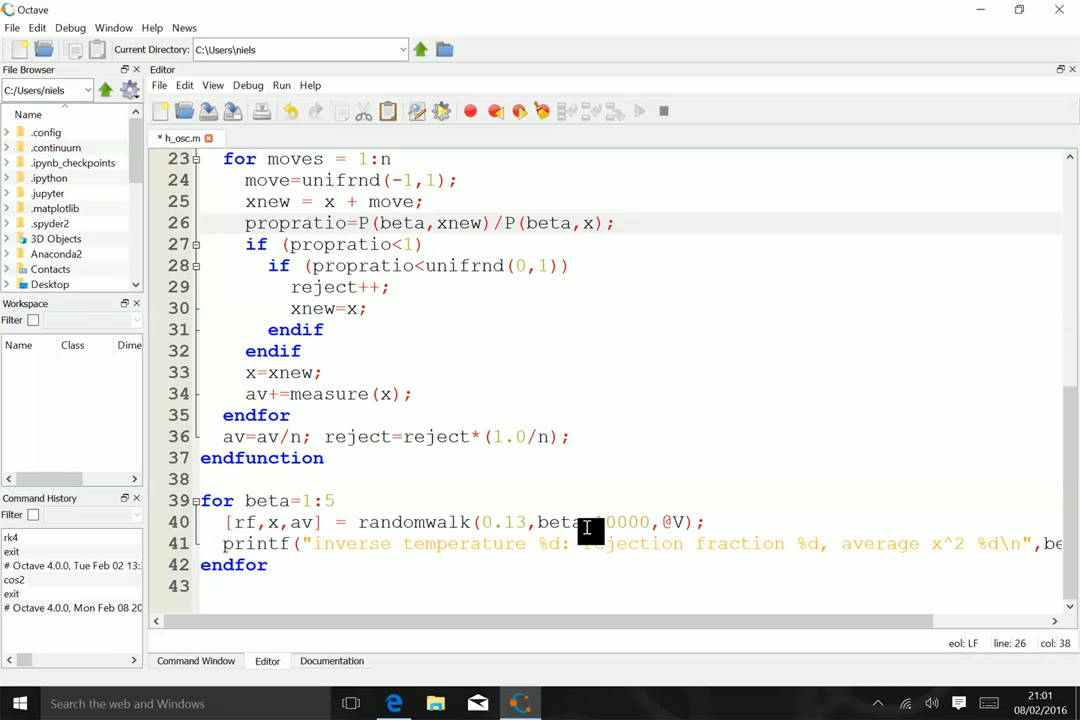 Octave
File Edit Debug Window Help News
Current Directory: C:\Users\niels
File Browser
Editor
C:/Users/niels
File Edit View Debug Run Help
Name
* h_osc.m
.config
.continuum
.ipynb_checkpoints
.ipython
.jupyter
.matplotlib
.spyder2
3D Objects
Anaconda2
Contacts
Desktop
23 for moves = 1:n
24 move=unifrnd(-1,1);
25 xnew = x + move;
26 propratio=P(beta,xnew)/P(beta,x);
27 if (propratio<1)
28 if (propratio<unifrnd(0,1))
29 reject++;
30 xnew=x;
31 endif
32 endif
33 x=xnew;
34 av+=measure(x);
35 endfor
36 av=av/n; reject=reject*(1.0/n);
37 endfunction
38
39 for beta=1:5
40 [rf,x,av] = randomwalk(0.13,beta 10000,@V);
41 printf("inverse temperature %d: rejection fraction %d, average x^2 %d\n",be
42 endfor
43
Workspace
Filter
Name Class Dime
Command History
Filter
rk4
exit
# Octave 4.0.0, Tue Feb 02 13:
cos2
exit
# Octave 4.0.0, Mon Feb 08 20
eol: LF line: 26 col: 38
Command Window Editor Documentation
Search the web and Windows
21:01
08/02/2016